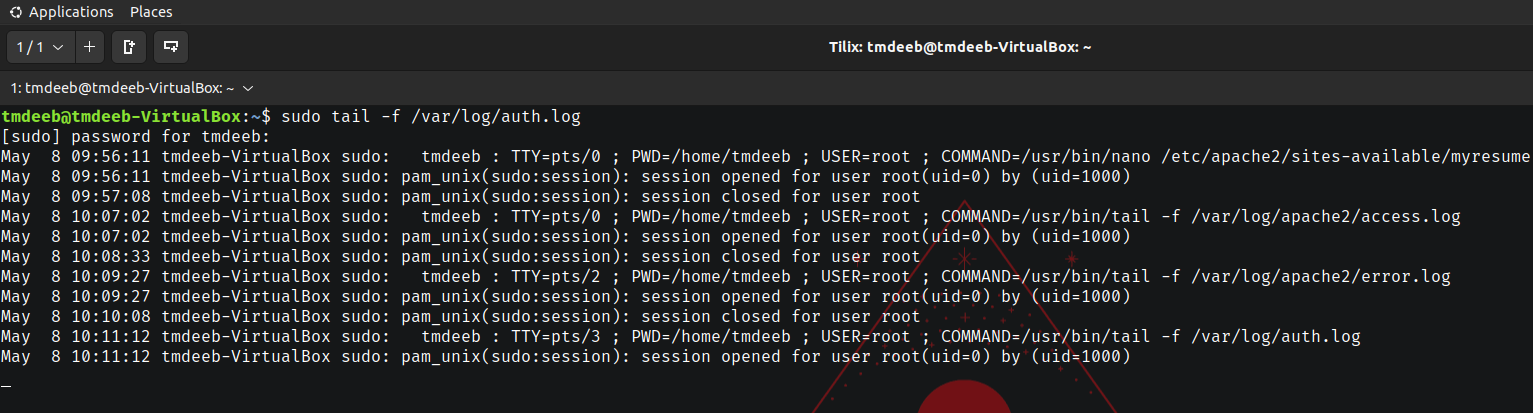 Applications Places
1 / 1
Tilix: tmdeeb@tmdeeb-VirtualBox: ~
1: tmdeeb@tmdeeb-VirtualBox: ~
tmdeeb@tmdeeb-VirtualBox:~$ sudo tail -f /var/log/auth.log
[sudo] password for tmdeeb:
May  8 09:56:11 tmdeeb-VirtualBox sudo:   tmdeeb : TTY=pts/0 ; PWD=/home/tmdeeb ; USER=root ; COMMAND=/usr/bin/nano /etc/apache2/sites-available/myresume
May  8 09:56:11 tmdeeb-VirtualBox sudo: pam_unix(sudo:session): session opened for user root(uid=0) by (uid=1000)
May  8 09:57:08 tmdeeb-VirtualBox sudo: pam_unix(sudo:session): session closed for user root
May  8 10:07:02 tmdeeb-VirtualBox sudo:   tmdeeb : TTY=pts/0 ; PWD=/home/tmdeeb ; USER=root ; COMMAND=/usr/bin/tail -f /var/log/apache2/access.log
May  8 10:07:02 tmdeeb-VirtualBox sudo: pam_unix(sudo:session): session opened for user root(uid=0) by (uid=1000)
May  8 10:08:33 tmdeeb-VirtualBox sudo: pam_unix(sudo:session): session closed for user root
May  8 10:09:27 tmdeeb-VirtualBox sudo:   tmdeeb : TTY=pts/2 ; PWD=/home/tmdeeb ; USER=root ; COMMAND=/usr/bin/tail -f /var/log/apache2/error.log
May  8 10:09:27 tmdeeb-VirtualBox sudo: pam_unix(sudo:session): session opened for user root(uid=0) by (uid=1000)
May  8 10:10:08 tmdeeb-VirtualBox sudo: pam_unix(sudo:session): session closed for user root
May  8 10:11:12 tmdeeb-VirtualBox sudo:   tmdeeb : TTY=pts/3 ; PWD=/home/tmdeeb ; USER=root ; COMMAND=/usr/bin/tail -f /var/log/auth.log
May  8 10:11:12 tmdeeb-VirtualBox sudo: pam_unix(sudo:session): session opened for user root(uid=0) by (uid=1000)